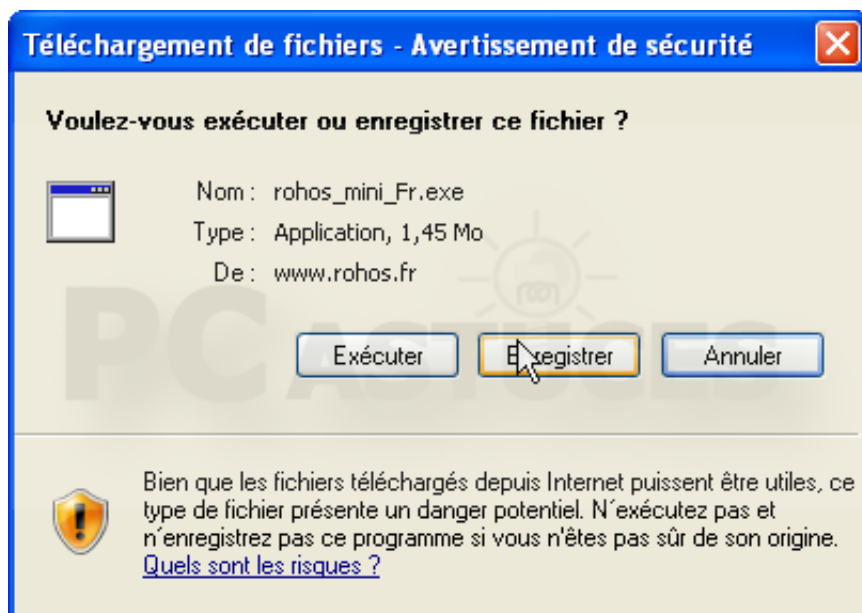 Téléchargement de fichiers - Avertissement de sécurité
Voulez-vous exécuter ou enregistrer ce fichier ?
Nom : rohos_mini_Fr.exe
Type : Application, 1,45 Mo
De : www.rohos.fr
PC ASTUCES
Exécuter Enregistrer Annuler
Bien que les fichiers téléchargés depuis Internet puissent être utiles, ce
type de fichier présente un danger potentiel. N´exécutez pas et
n´enregistrez pas ce programme si vous n'êtes pas sûr de son origine.
Quels sont les risques ?